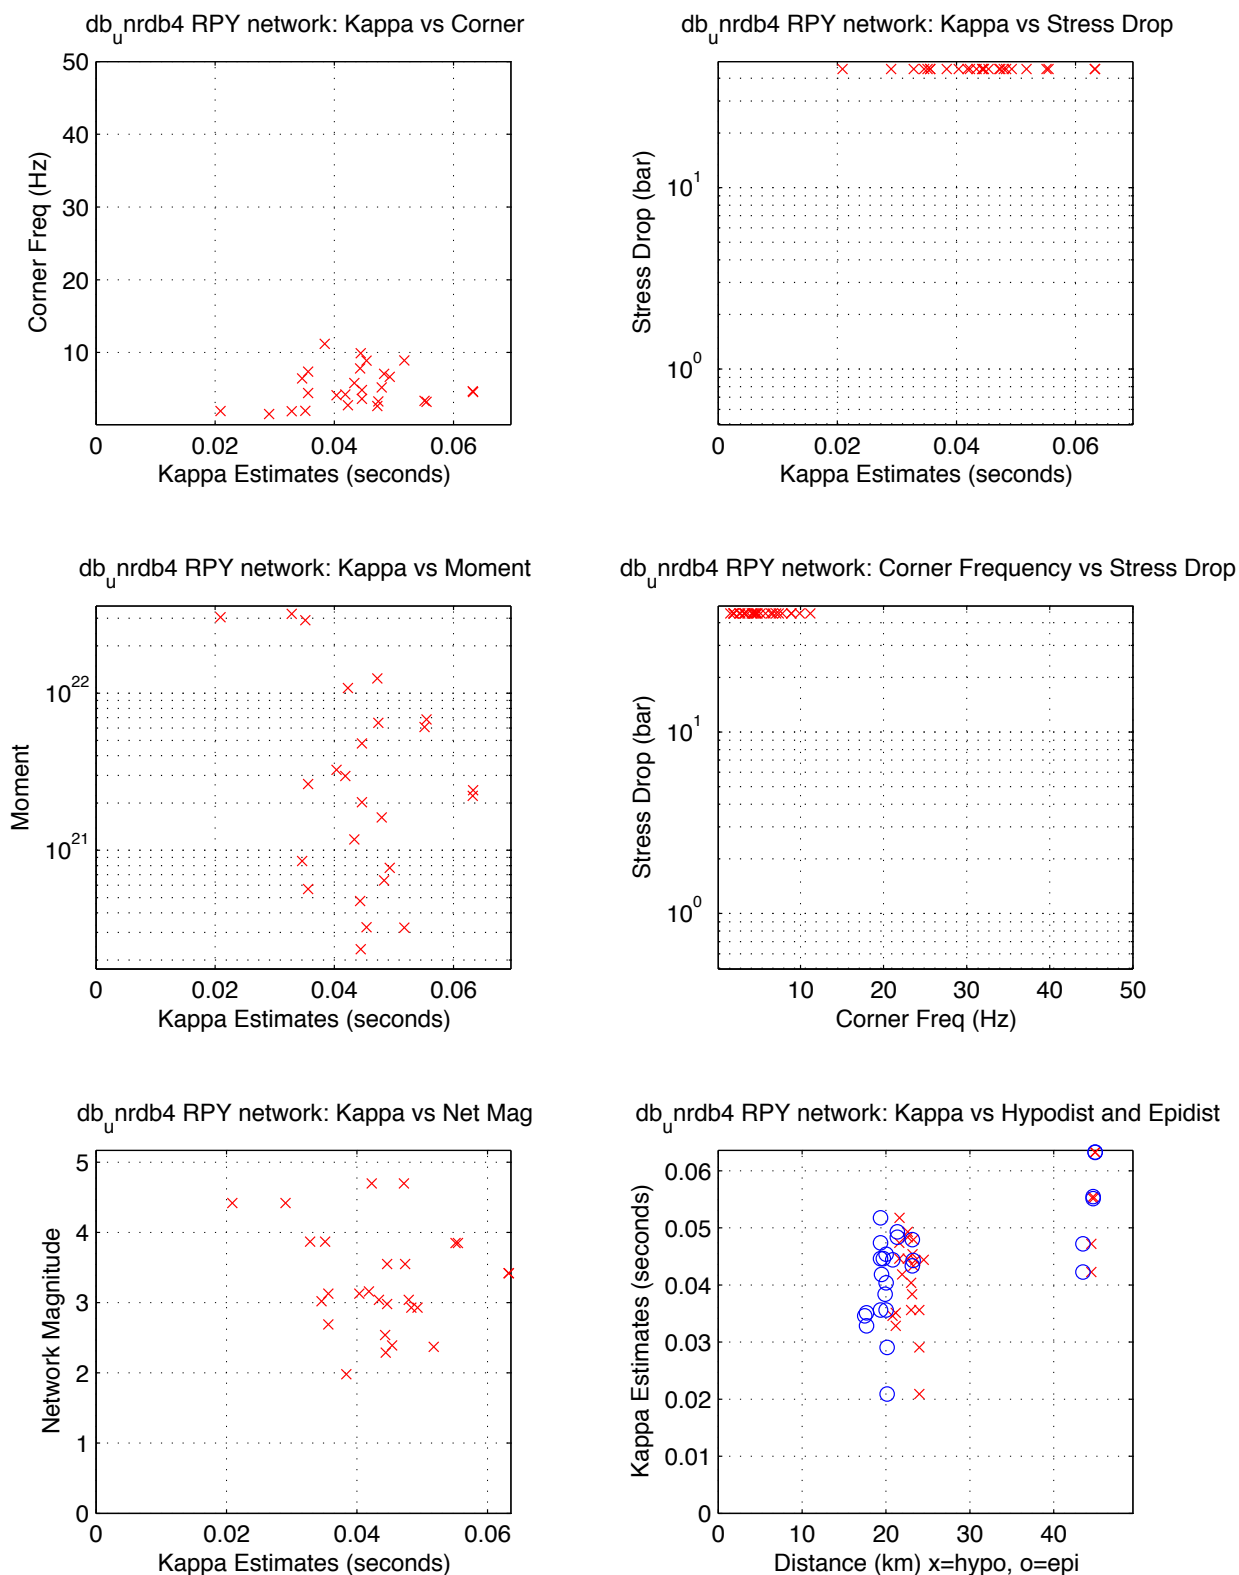 db_unrdb4 RPY network: Kappa vs Corner
50
40
30
20
10
Corner Freq (Hz)
0 0.02 0.04 0.06
Kappa Estimates (seconds)
db_unrdb4 RPY network: Kappa vs Stress Drop
10^1
10^0
Stress Drop (bar)
0 0.02 0.04 0.06
Kappa Estimates (seconds)
db_unrdb4 RPY network: Kappa vs Moment
10^22
10^21
Moment
0 0.02 0.04 0.06
Kappa Estimates (seconds)
db_unrdb4 RPY network: Corner Frequency vs Stress Drop
10^1
10^0
Stress Drop (bar)
10 20 30 40 50
Corner Freq (Hz)
db_unrdb4 RPY network: Kappa vs Net Mag
5
4
3
2
1
0
Network Magnitude
0 0.02 0.04 0.06
Kappa Estimates (seconds)
db_unrdb4 RPY network: Kappa vs Hypodist and Epidist
0.06
0.05
0.04
0.03
0.02
0.01
0
Kappa Estimates (seconds)
0 10 20 30 40
Distance (km) x=hypo, o=epi